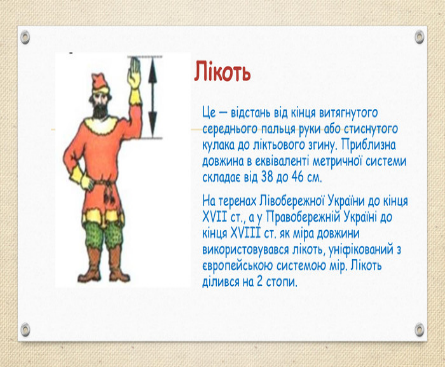 Лікоть
Це — відстань від кінця витягнутого
середнього пальця руки або стиснутого
кулака до ліктьового згину. Приблизна
довжина в еквіваленті метричної системи
складає від 38 до 46 см.
На теренах Лівобережної України до кінця
XVII ст., а у Правобережній Україні до
кінця XVIII ст. як міра довжини
використовувався лікоть, уніфікований з
європейською системою мір. Лікоть
ділився на 2 стопи.